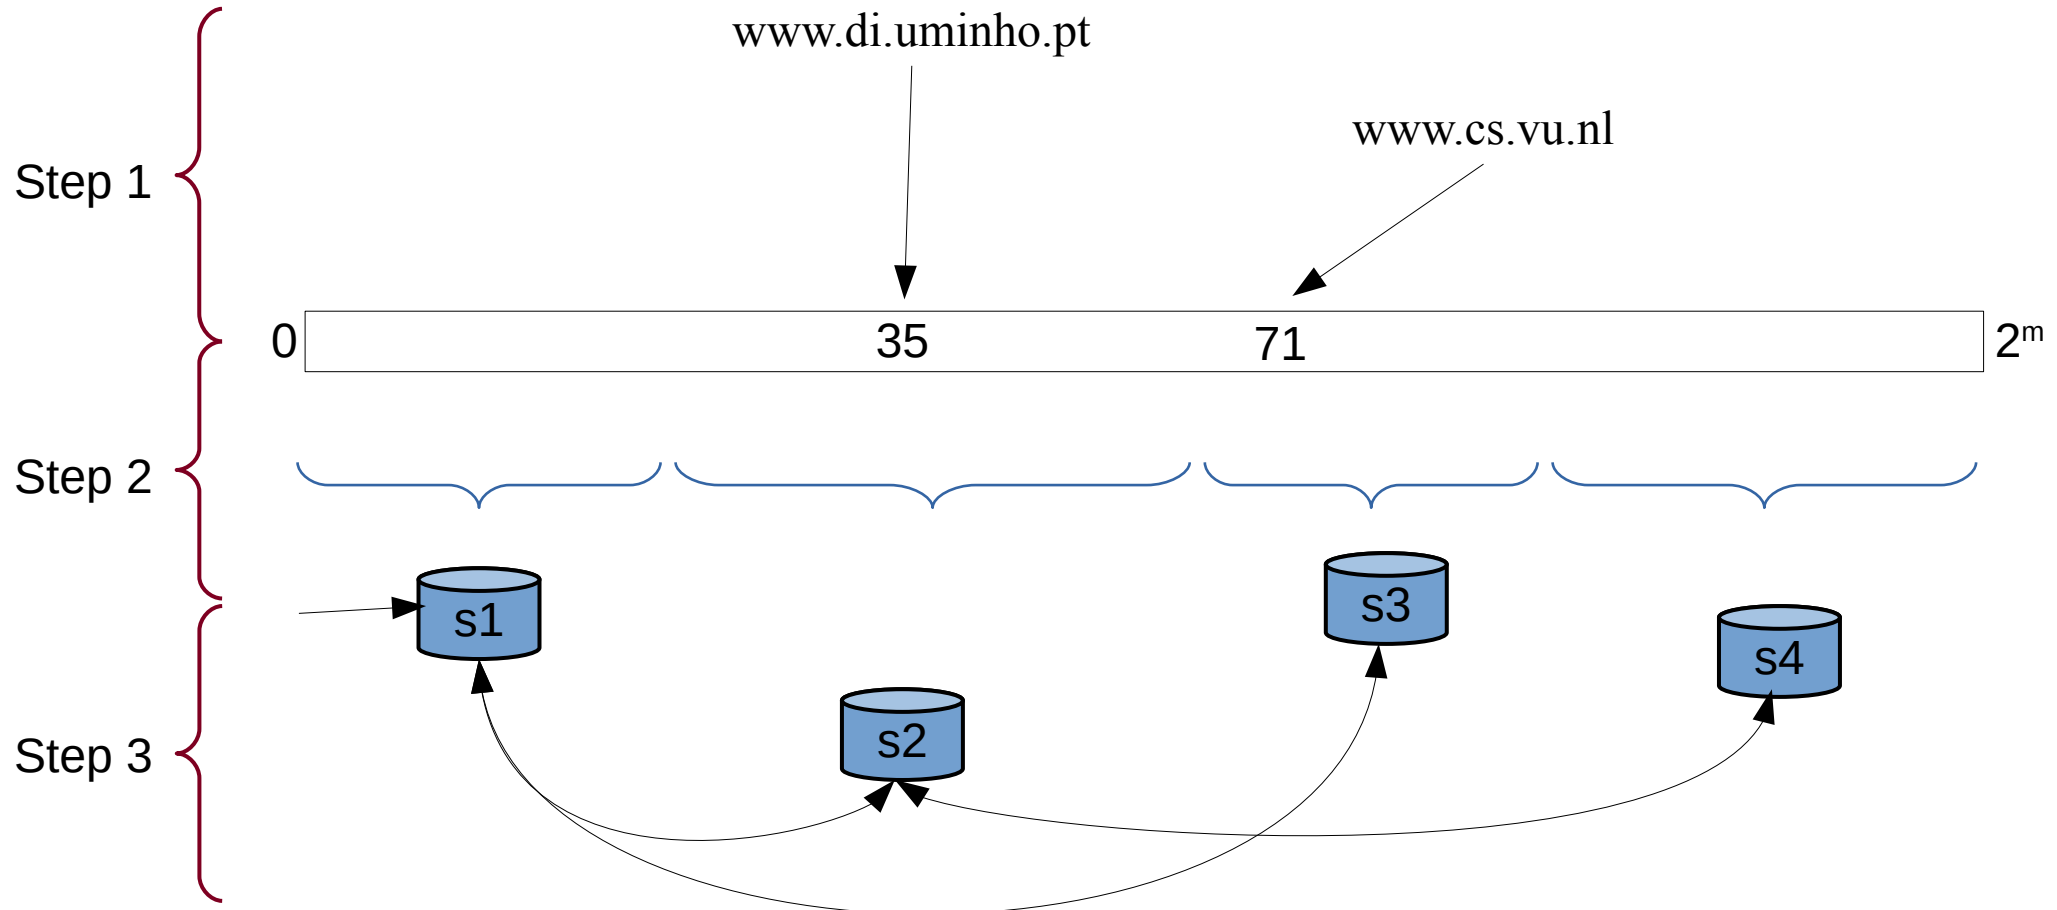 www.di.uminho.pt
www.cs.vu.nl
Step 1
0 35 71 2ᵐ
Step 2
s1 s2 s3 s4
Step 3